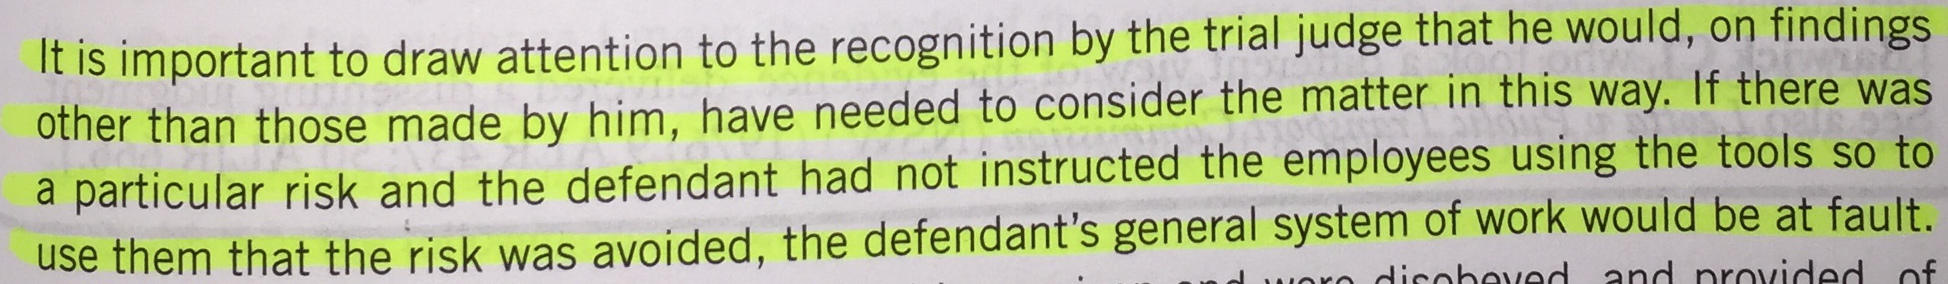 It is important to draw attention to the recognition by the trial judge that he would, on findings
other than those made by him, have needed to consider the matter in this way. If there was
a particular risk and the defendant had not instructed the employees using the tools so to
use them that the risk was avoided, the defendant's general system of work would be at fault.
and were disobeyed, and provided, of